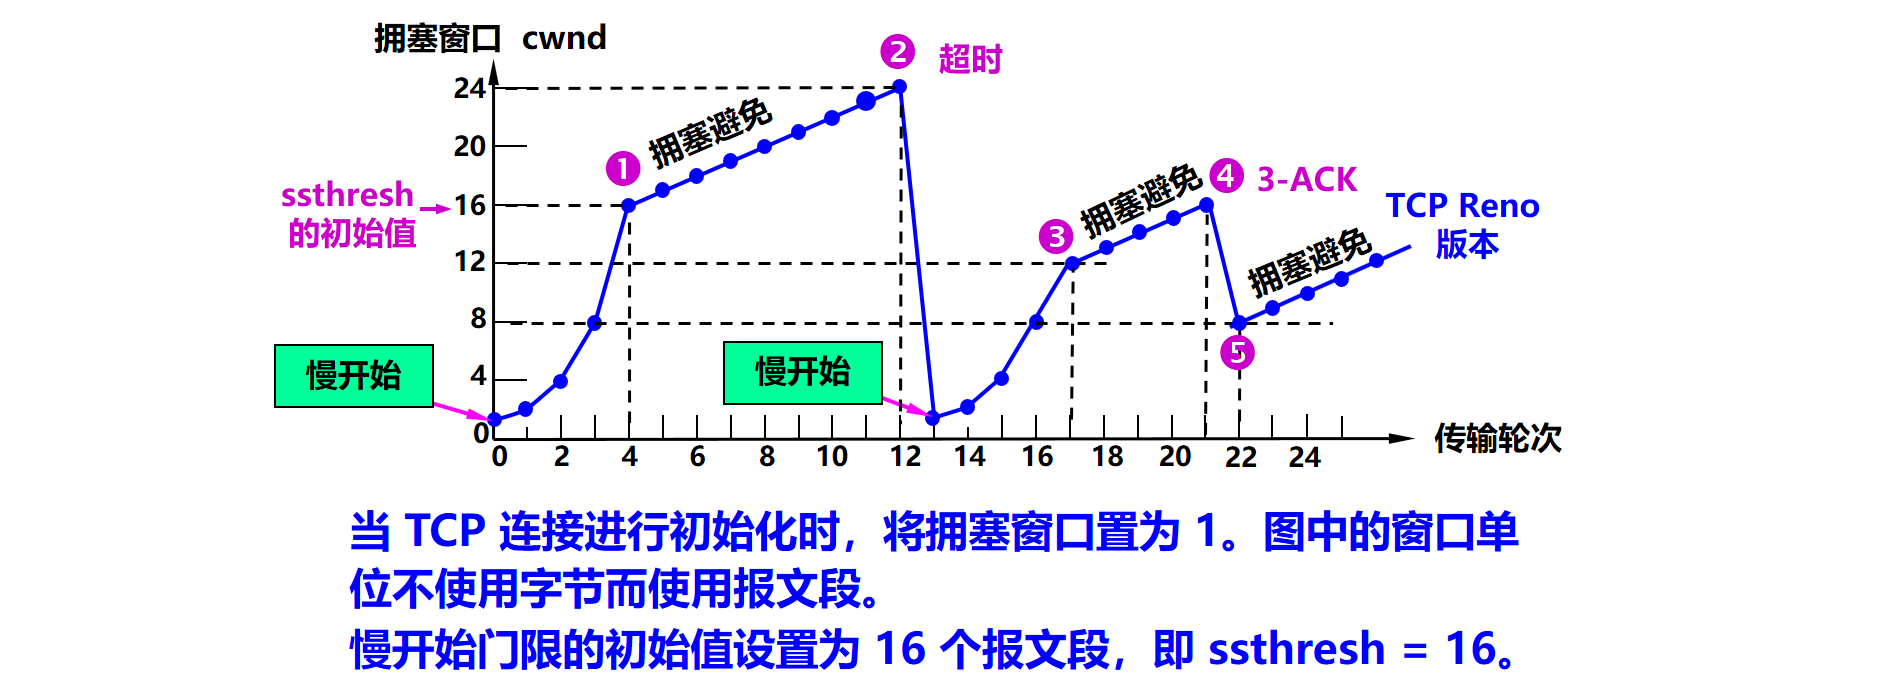 拥塞窗口 cwnd
❷ 超时
24
拥塞避免
20
❶
ssthresh
的初始值
16
拥塞避免
❹ 3-ACK
TCP Reno
版本
❸
12
拥塞避免
8
❺
慢开始
慢开始
4
0
0 2 4 6 8 10 12 14 16 18 20 22 24
传输轮次
当 TCP 连接进行初始化时，将拥塞窗口置为 1。图中的窗口单
位不使用字节而使用报文段。
慢开始门限的初始值设置为 16 个报文段，即 ssthresh = 16。